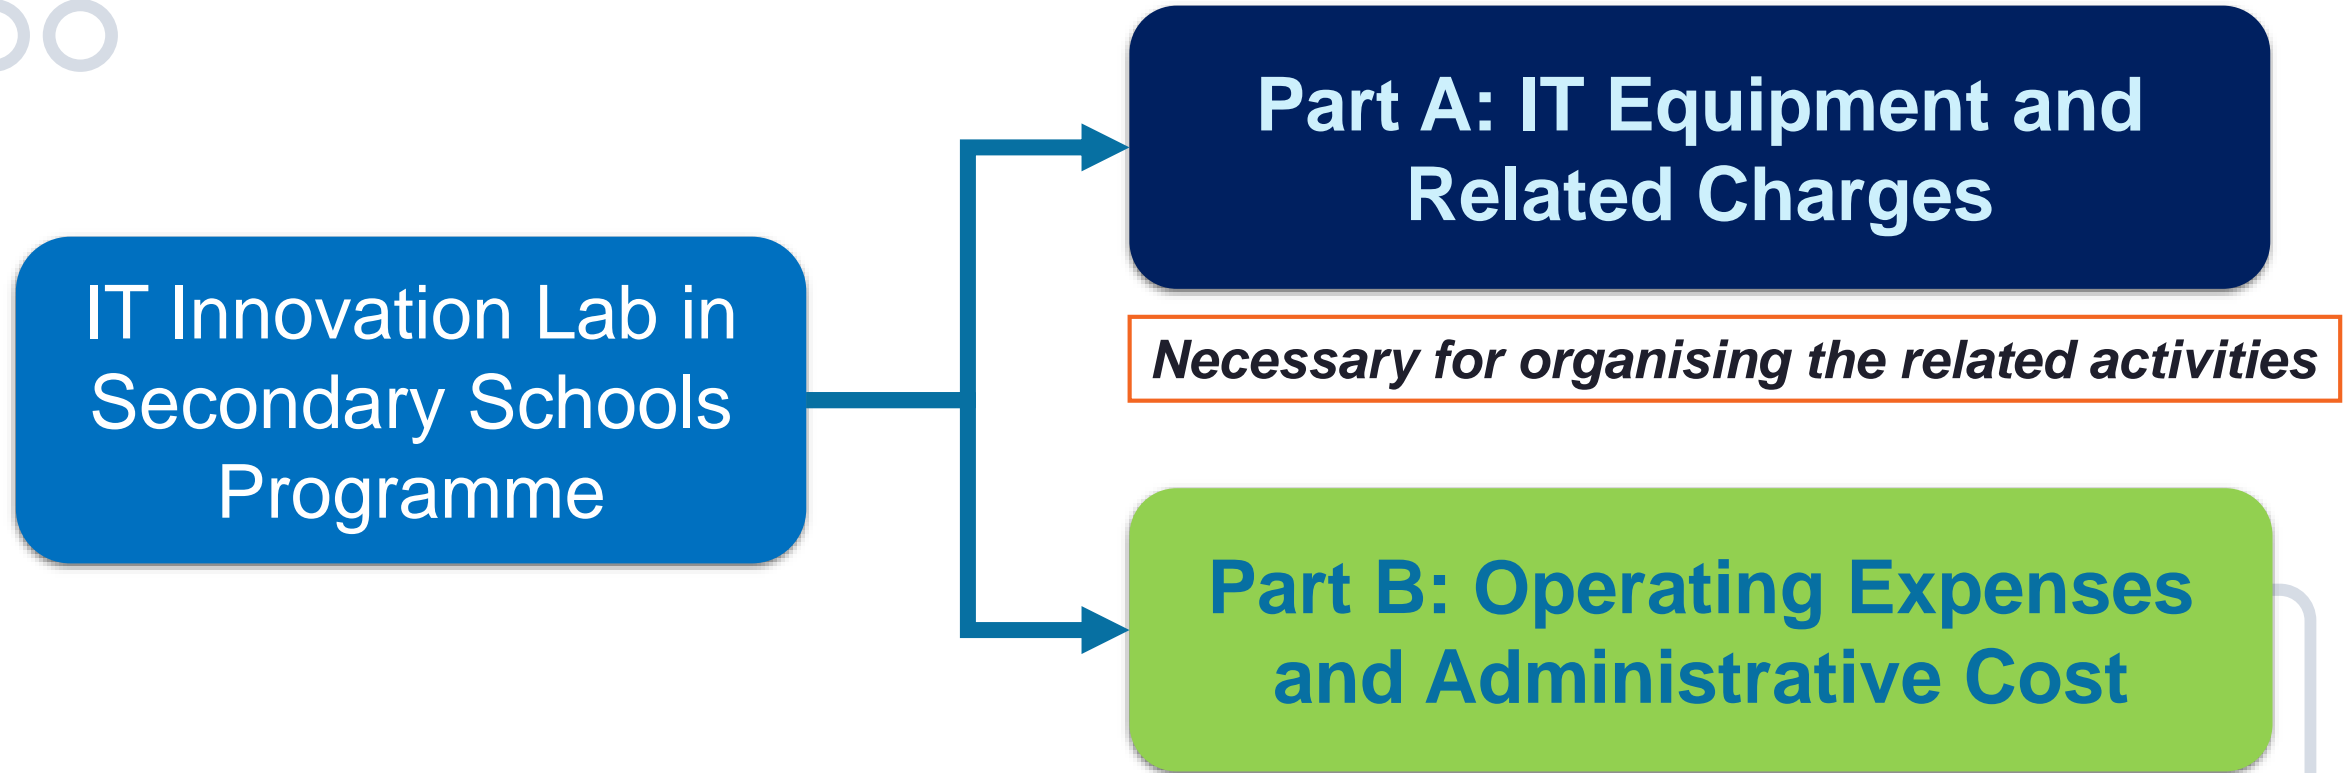 Part A: IT Equipment and
Related Charges
IT Innovation Lab in
Secondary Schools
Programme
Necessary for organising the related activities
Part B: Operating Expenses
and Administrative Cost